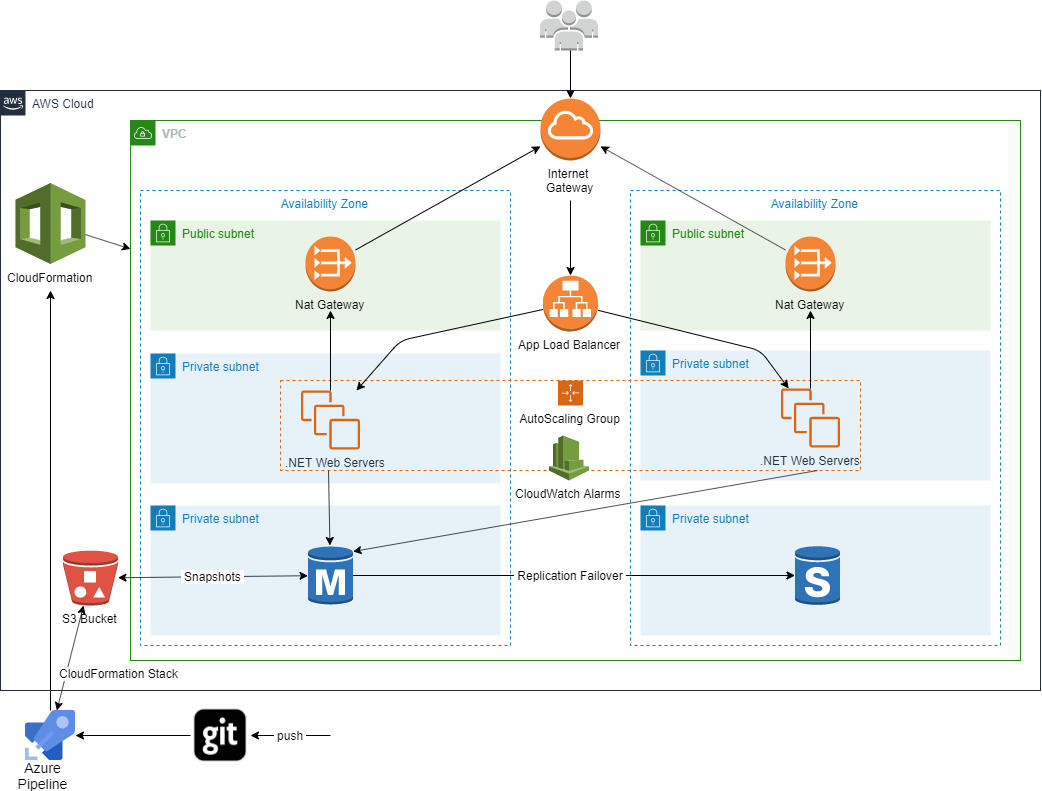 aws
AWS Cloud
VPC
Internet
Gateway
Availability Zone
Availability Zone
Public subnet
Public subnet
CloudFormation
Nat Gateway
Nat Gateway
App Load Balancer
Private subnet
Private subnet
AutoScaling Group
.NET Web Servers
.NET Web Servers
CloudWatch Alarms
Private subnet
Private subnet
Snapshots
M
Replication Failover
S
S3 Bucket
CloudFormation Stack
git
push
Azure
Pipeline